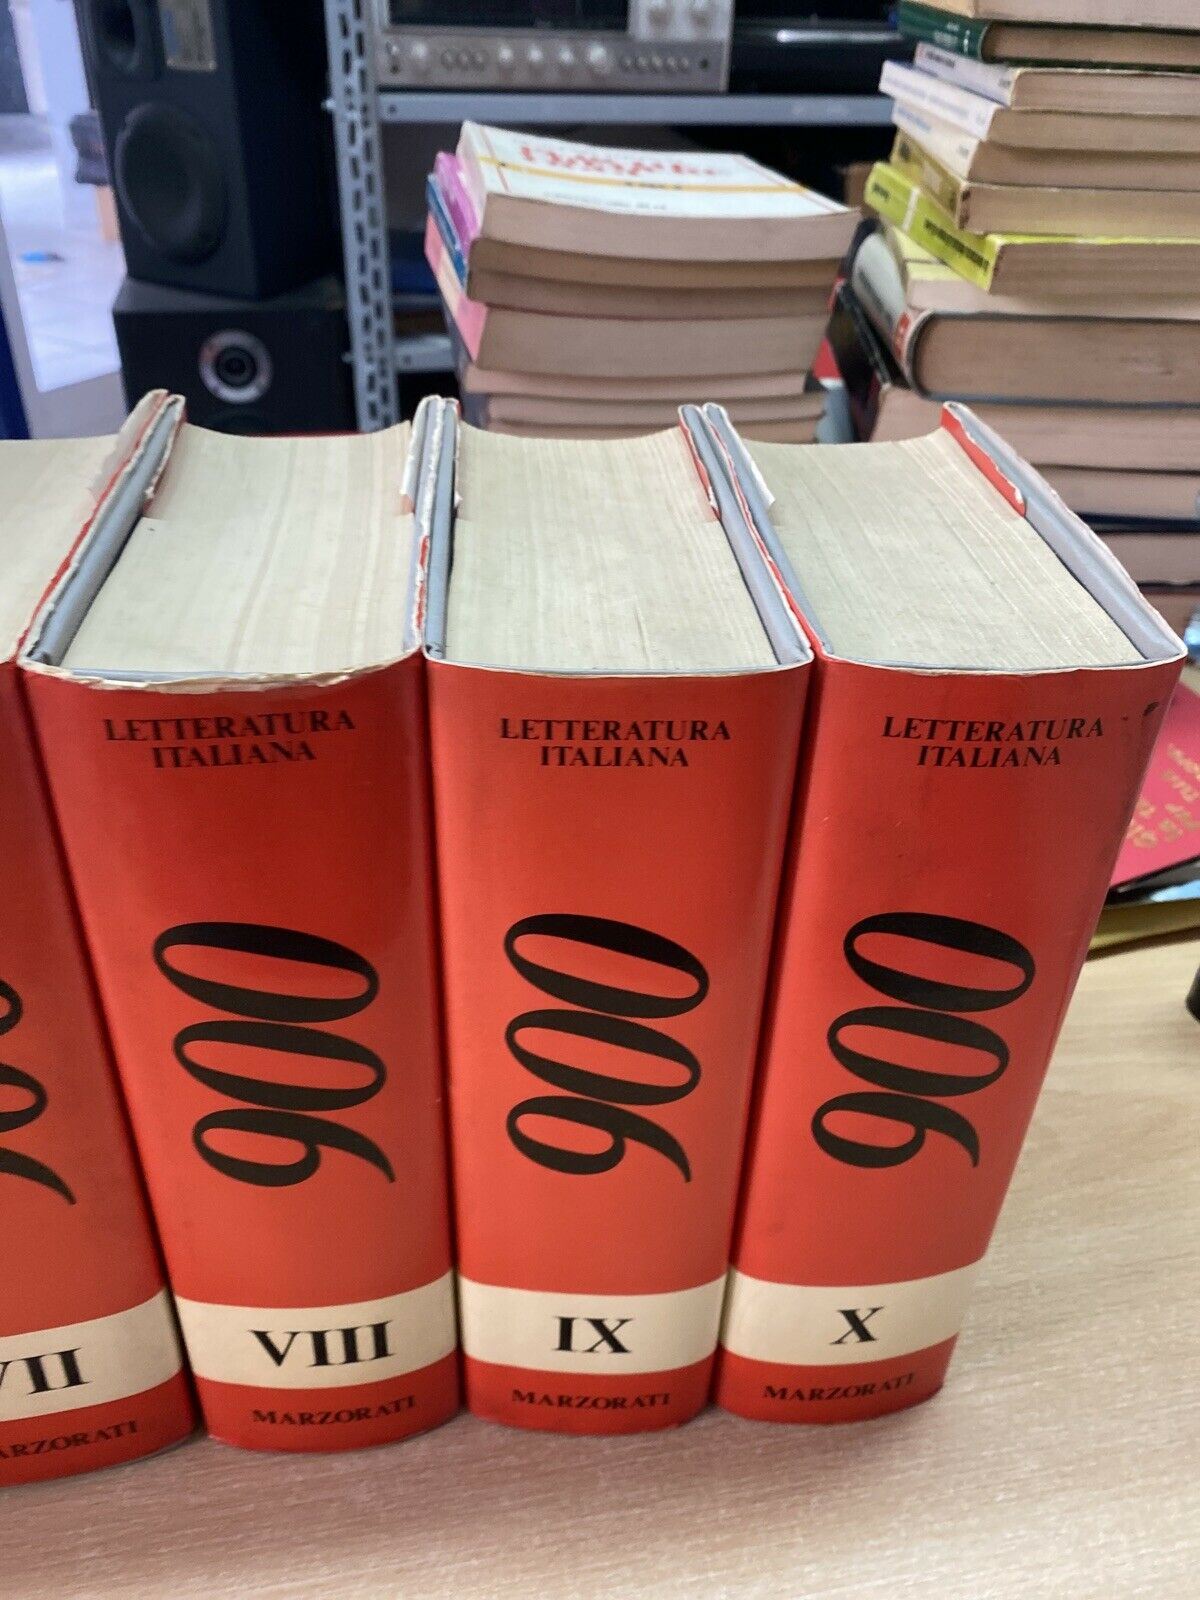 VII
MARZORATI
LETTERATURA
ITALIANA
900
VIII
MARZORATI
LETTERATURA
ITALIANA
900
IX
MARZORATI
LETTERATURA
ITALIANA
900
X
MARZORATI